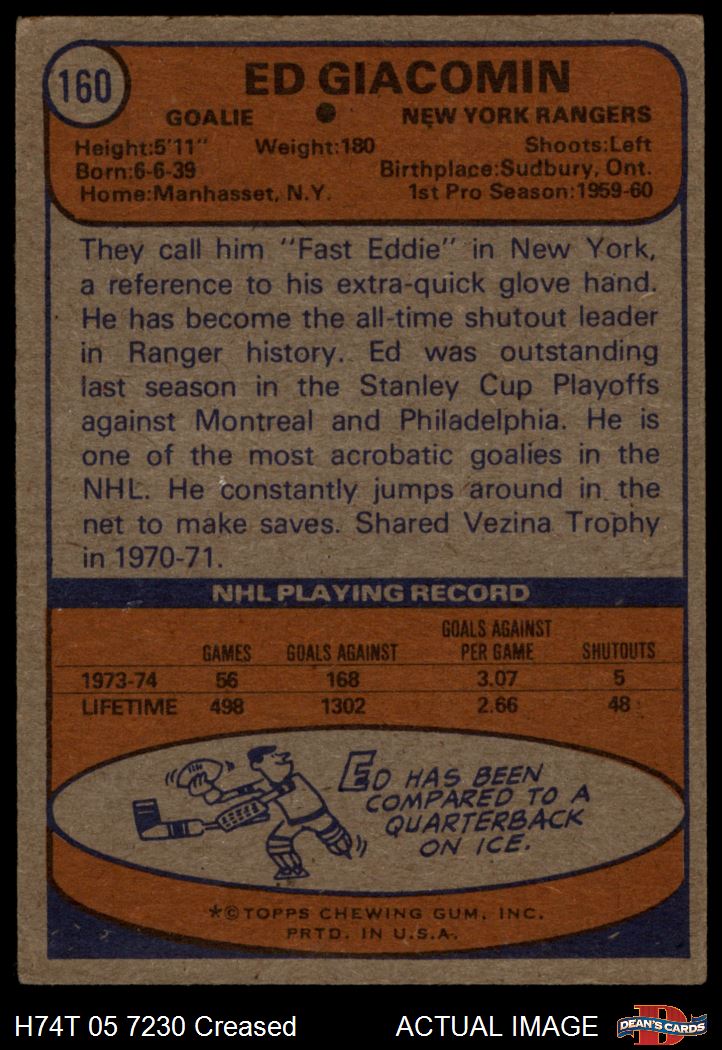 160
ED GIACOMIN
GOALIE ● NEW YORK RANGERS
Height:5'11" Weight:180 Shoots:Left
Born:6-6-39 Birthplace:Sudbury, Ont.
Home:Manhasset, N.Y. 1st Pro Season:1959-60
They call him "Fast Eddie" in New York,
a reference to his extra-quick glove hand.
He has become the all-time shutout leader
in Ranger history. Ed was outstanding
last season in the Stanley Cup Playoffs
against Montreal and Philadelphia. He is
one of the most acrobatic goalies in the
NHL. He constantly jumps around in the
net to make saves. Shared Vezina Trophy
in 1970-71.
NHL PLAYING RECORD
GAMES GOALS AGAINST GOALS AGAINST PER GAME SHUTOUTS
1973-74 56 168 3.07 5
LIFETIME 498 1302 2.66 48
ED HAS BEEN
COMPARED TO A
QUARTERBACK
ON ICE.
*©TOPPS CHEWING GUM, INC.
PRTD. IN U.S.A.
H74T 05 7230 Creased ACTUAL IMAGE
D
DEAN'S CARDS